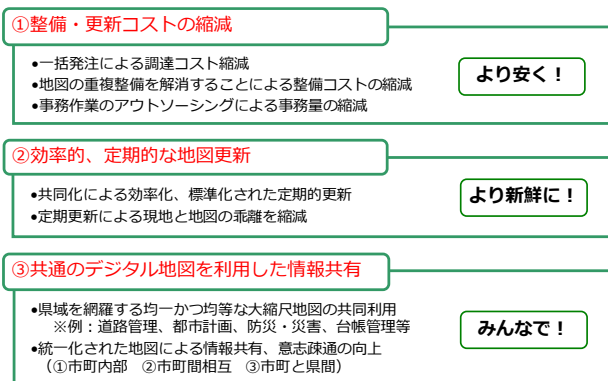 ①整備・更新コストの縮減
•一括発注による調達コスト縮減
•地図の重複整備を解消することによる整備コストの縮減
•事務作業のアウトソーシングによる事務量の縮減
より安く！
②効率的、定期的な地図更新
•共同化による効率化、標準化された定期的更新
•定期更新による現地と地図の乖離を縮減
より新鮮に！
③共通のデジタル地図を利用した情報共有
•県域を網羅する均一かつ均等な大縮尺地図の共同利用
※例：道路管理、都市計画、防災・災害、台帳管理等
•統一化された地図による情報共有、意志疎通の向上
（①市町内部　②市町間相互　③市町と県間）
みんなで！